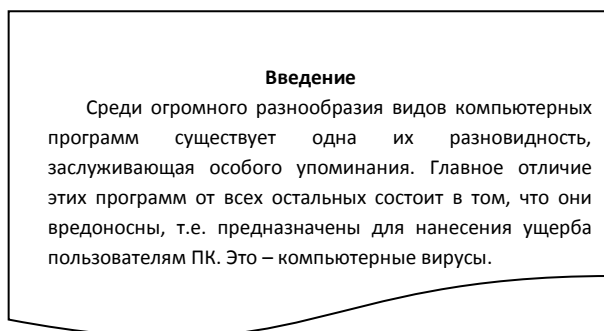 Введение
Среди огромного разнообразия видов компьютерных
программ существует одна их разновидность,
заслуживающая особого упоминания. Главное отличие
этих программ от всех остальных состоит в том, что они
вредоносны, т.е. предназначены для нанесения ущерба
пользователям ПК. Это – компьютерные вирусы.